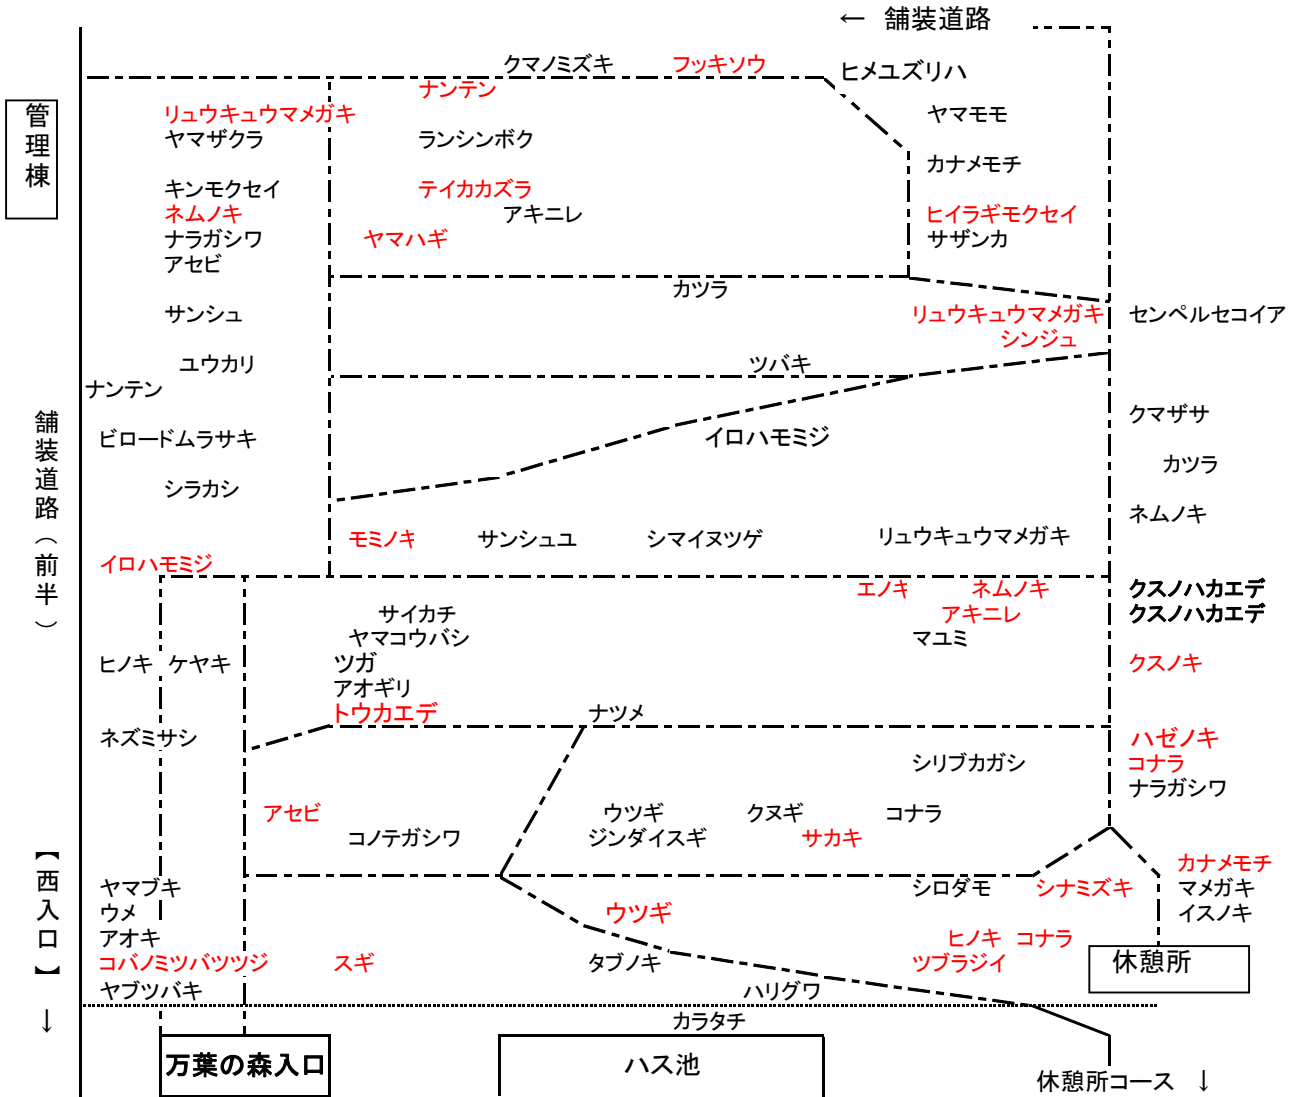 ← 舗装道路
クマノミズキ フッキソウ ヒメユズリハ
ナンテン
管理棟
リュウキュウマメガキ ヤマモモ
ヤマザクラ ランシンボク
カナメモチ
キンモクセイ テイカカズラ
ネムノキ アキニレ ヒイラギモクセイ
ナラガシワ ヤマハギ サザンカ
アセビ
カツラ
サンシュ リュウキュウマメガキ センペルセコイア
シンジュ
ユウカリ ツバキ
ナンテン
クマザサ
ビロードムラサキ イロハモミジ
カツラ
シラカシ
ネムノキ
モミノキ サンシュユ シマイヌツゲ リュウキュウマメガキ
イロハモミジ
舗装道路(前半)
エノキ ネムノキ クスノハカエデ
サイカチ アキニレ クスノハカエデ
ヤマコウバシ マユミ
ヒノキ ケヤキ ツガ クスノキ
アオギリ
トウカエデ ナツメ
ネズミサシ ハゼノキ
シリブカガシ コナラ
ナラガシワ
アセビ ウツギ クヌギ コナラ
コノテガシワ ジンダイスギ サカキ
カナメモチ
ヤマブキ シロダモ シナミズキ マメガキ
ウメ ウツギ イスノキ
アオキ ヒノキ コナラ
コバノミツバツツジ スギ タブノキ ツブラジイ 休憩所
ヤブツバキ ハリグワ
【西入口】↓
カラタチ
万葉の森入口 ハス池
休憩所コース ↓